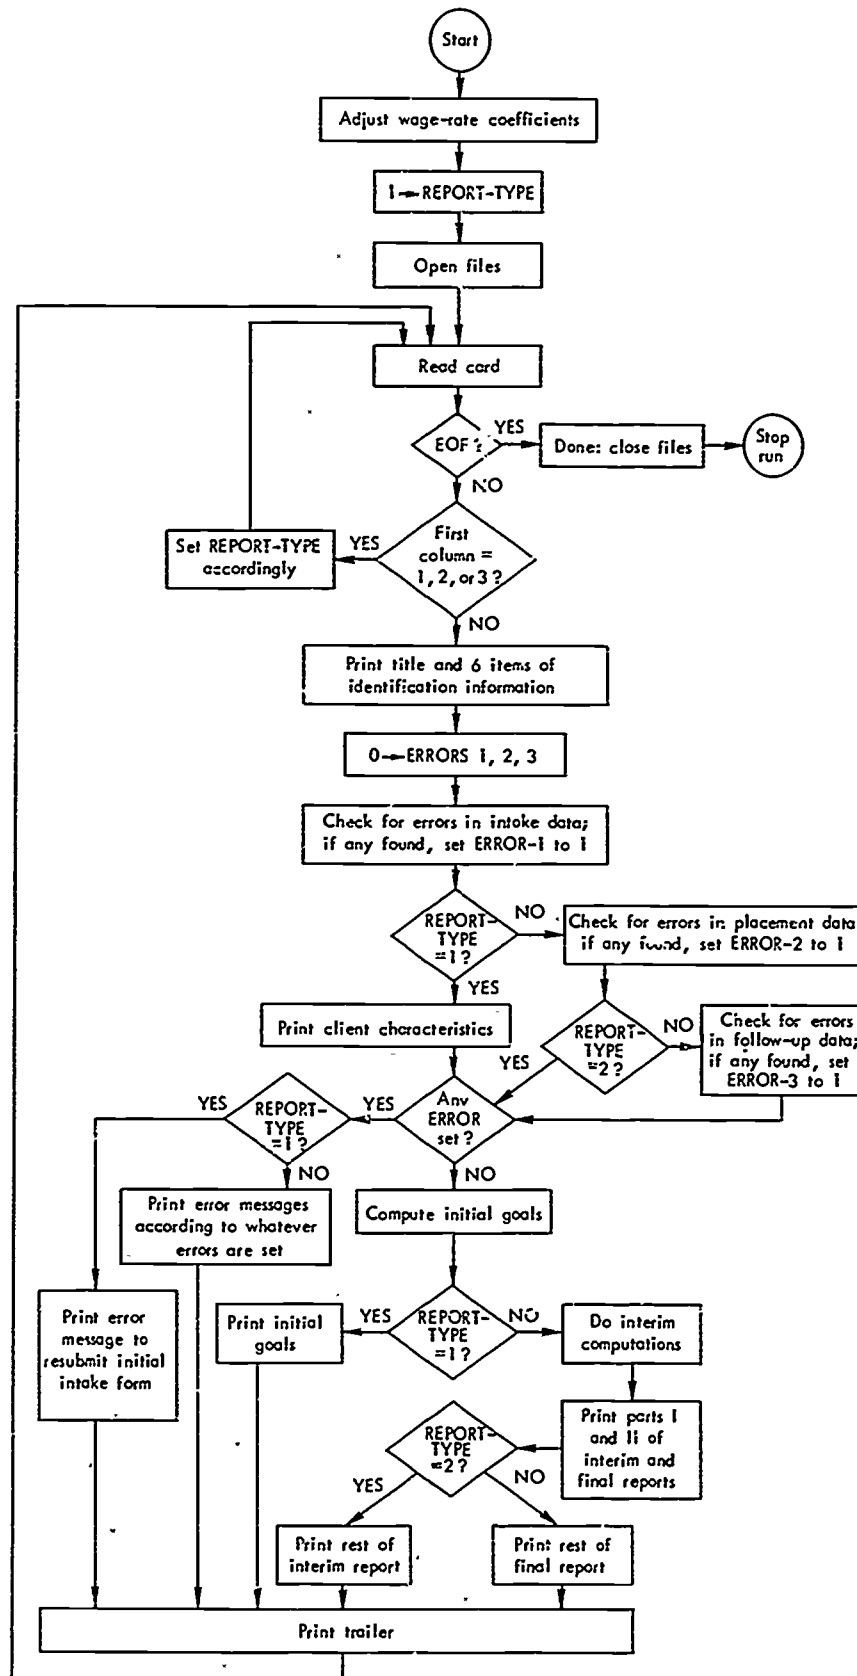 Start
Adjust wage-rate coefficients
1→REPORT-TYPE
Open files
Read card
EOF?
YES
Done: close files
Stop
run
NO
First
column =
1, 2, or 3?
YES
Set REPORT-TYPE
accordingly
NO
Print title and 6 items of
identification information
0→ERRORS 1, 2, 3
Check for errors in intake data;
if any found, set ERROR-1 to 1
REPORT-
TYPE
=1?
NO
Check for errors in placement data
if any found, set ERROR-2 to 1
YES
Print client characteristics
REPORT-
TYPE
=2?
NO
Check for errors
in follow-up data;
if any found, set
ERROR-3 to 1
YES
Any
ERROR
set?
YES
REPORT-
TYPE
=1?
YES
NO
NO
Print error messages
according to whatever
errors are set
Compute initial goals
Print error
message to
resubmit initial
intake form
REPORT-
TYPE
=1?
YES
Print initial
goals
NO
Do interim
computations
Print parts I
and II of
interim and
final reports
REPORT-
TYPE
=2?
YES
NO
Print rest of
interim report
Print rest of
final report
Print trailer